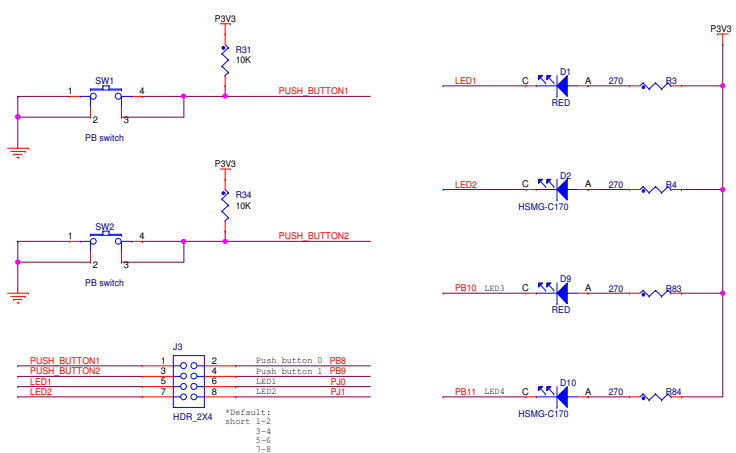 P3V3
R31
10K
SW1
1 4 PUSH_BUTTON1
2 3
PB switch
P3V3
R34
10K
SW2
1 4 PUSH_BUTTON2
2 3
PB switch
J3
PUSH_BUTTON1 1 2 Push button 0 PB8
PUSH_BUTTON2 3 4 Push button 1 PB9
LED1 5 6 LED1 PJ0
LED2 7 8 LED2 PJ1
HDR_2X4
*Default:
short 1-2
3-4
5-6
7-8
P3V3
D1
LED1 C A 270 R3
RED
D2
LED2 C A 270 R4
HSMG-C170
D9
PB10 LED3 C A 270 R83
RED
D10
PB11 LED4 C A 270 R84
HSMG-C170